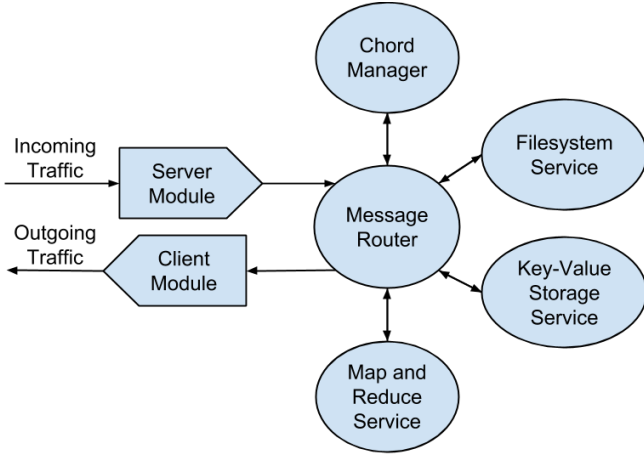 Chord
Manager
Incoming
Traffic
Server
Module
Filesystem
Service
Message
Router
Outgoing
Traffic
Client
Module
Key-Value
Storage
Service
Map and
Reduce
Service